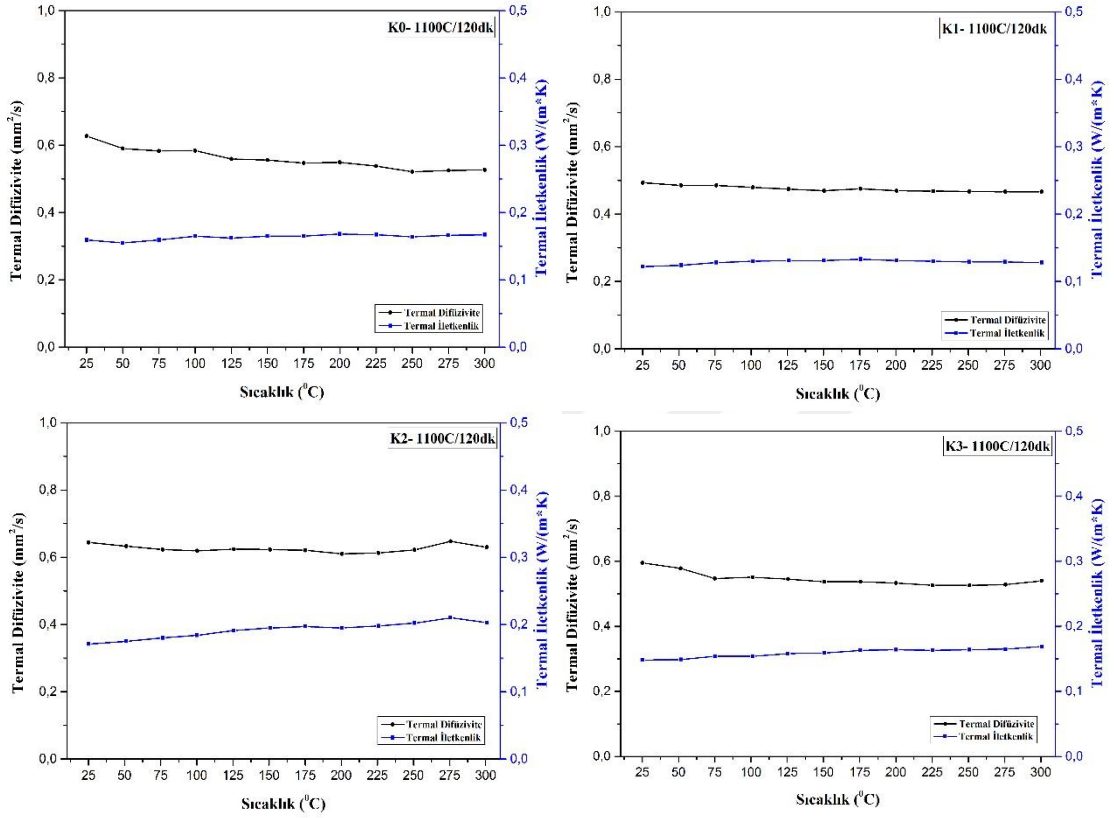 K0- 1100C/120dk
Termal Difüzivite (mm²/s)
1,0
0,8
0,6
0,4
0,2
0,0
Termal İletkenlik (W/(m*K)
0,5
0,4
0,3
0,2
0,1
0,0
Termal Difüzivite
Termal İletkenlik
25 50 75 100 125 150 175 200 225 250 275 300
Sıcaklık (⁰C)
K1- 1100C/120dk
Termal Difüzivite (mm²/s)
1,0
0,8
0,6
0,4
0,2
0,0
Termal İletkenlik (W/(m*K)
0,5
0,4
0,3
0,2
0,1
0,0
Termal Difüzivite
Termal İletkenlik
25 50 75 100 125 150 175 200 225 250 275 300
Sıcaklık (⁰C)
K2- 1100C/120dk
Termal Difüzivite (mm²/s)
1,0
0,8
0,6
0,4
0,2
0,0
Termal İletkenlik (W/(m*K)
0,5
0,4
0,3
0,2
0,1
0,0
Termal Difüzivite
Termal İletkenlik
25 50 75 100 125 150 175 200 225 250 275 300
Sıcaklık (⁰C)
K3- 1100C/120dk
Termal Difüzivite (mm²/s)
1,0
0,8
0,6
0,4
0,2
0,0
Termal İletkenlik (W/(m*K)
0,5
0,4
0,3
0,2
0,1
0,0
Termal Difüzivite
Termal İletkenlik
25 50 75 100 125 150 175 200 225 250 275 300
Sıcaklık (⁰C)